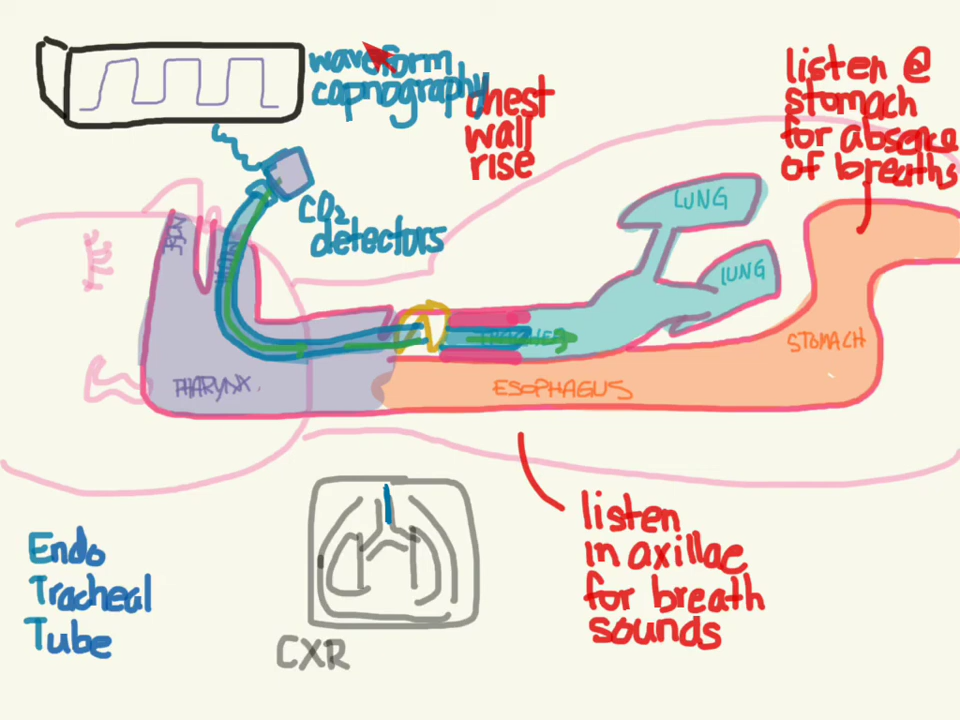 waveform
capnography
chest
wall
rise
listen @
stomach
for absence
of breaths
CO2
detectors
LUNG
LUNG
STOMACH
PHARYNX.
ESOPHAGUS
listen
in axillae
for breath
sounds
Endo
Tracheal
Tube
CXR